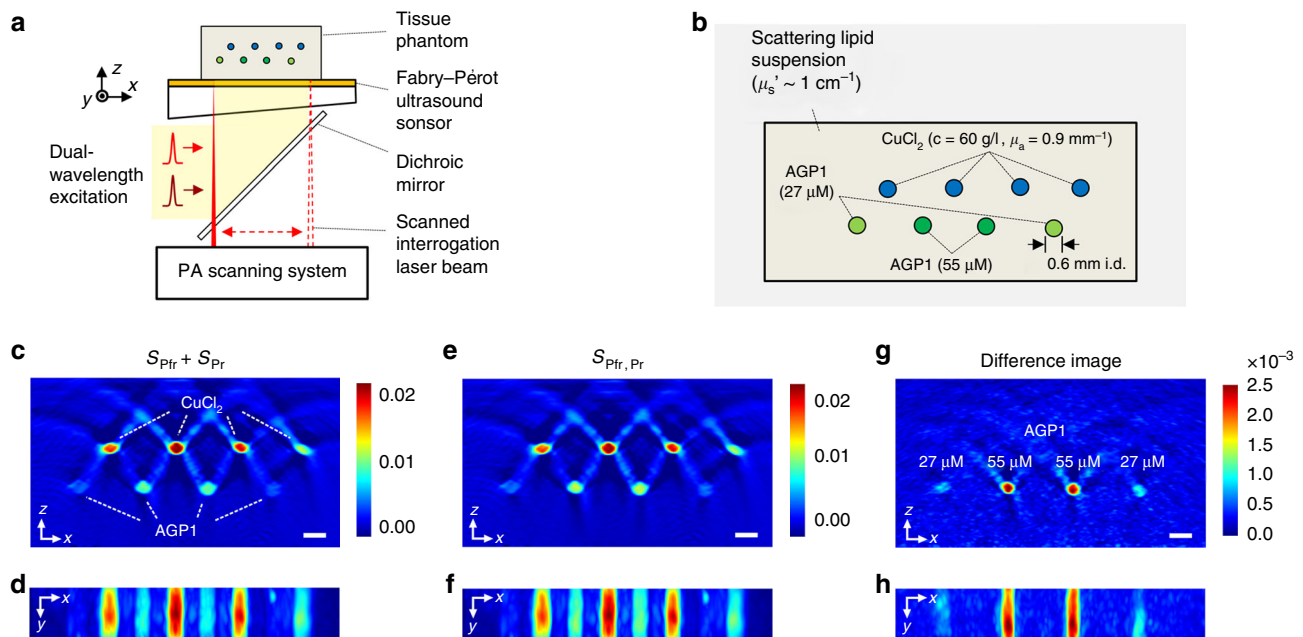 a
Tissue
phantom
Fabry–Pérot
ultrasound
sonsor
z
y
x
Dual-
wavelength
excitation
Dichroic
mirror
Scanned
interrogation
laser beam
PA scanning system
b
Scattering lipid
suspension
(μs' ~ 1 cm⁻¹)
CuCl₂ (c = 60 g/l, μa = 0.9 mm⁻¹)
AGP1
(27 μM)
AGP1 (55 μM)
0.6 mm i.d.
c
SPfr + SPr
CuCl₂
AGP1
z
x
0.02
0.01
0.00
d
x
y
e
SPfr, Pr
z
x
0.02
0.01
0.00
f
x
y
g
Difference image
×10⁻³
AGP1
27 μM 55 μM 55 μM 27 μM
z
x
2.5
2.0
1.5
1.0
0.5
0.0
h
x
y